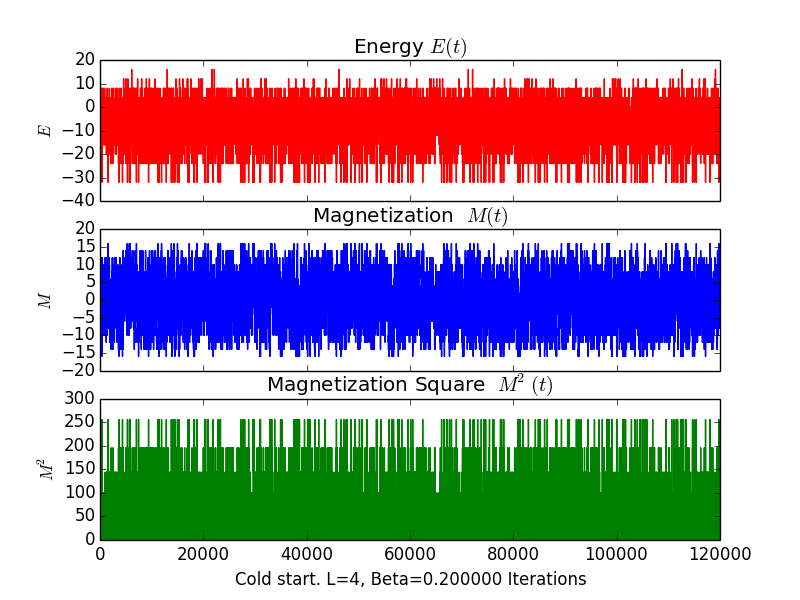 Energy E(t)
20
10
0
−10
−20
−30
−40
E
Magnetization M(t)
20
15
10
5
0
−5
−10
−15
−20
M
Magnetization Square M² (t)
300
250
200
150
100
50
0
M²
0 20000 40000 60000 80000 100000 120000
Cold start. L=4, Beta=0.200000 Iterations